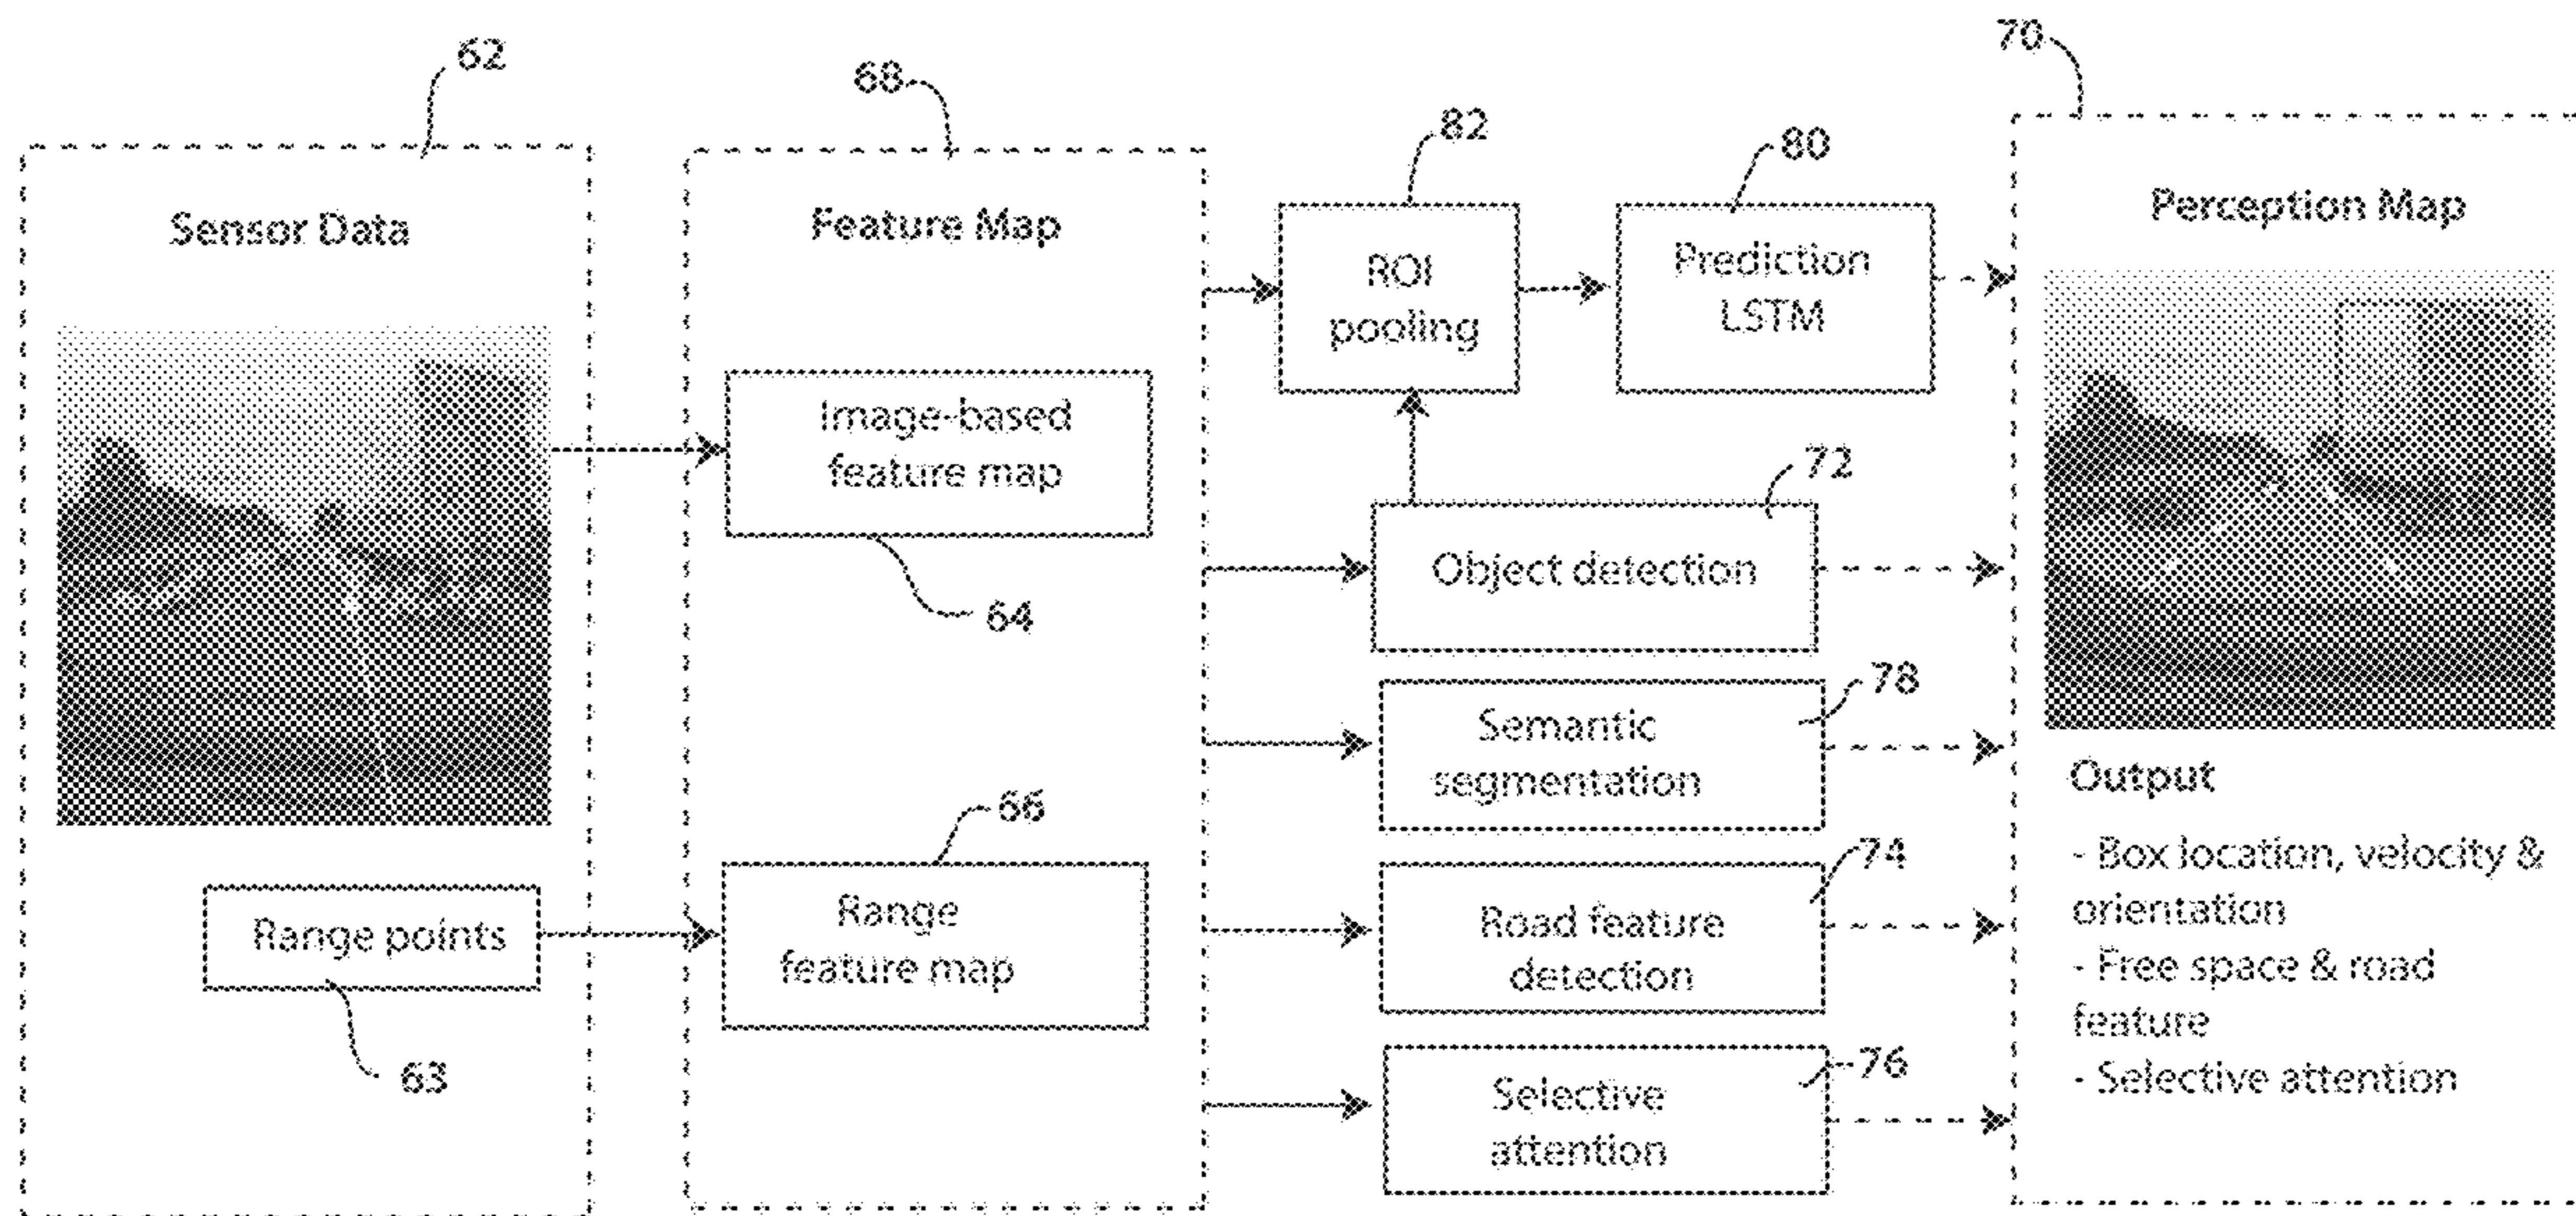 62
68
82
80
70
Sensor Data
Feature Map
ROI
pooling
Prediction
LSTM
Perception Map
Image-based
feature map
64
72
Object detection
78
Semantic
segmentation
66
Range
feature map
Range points
63
74
Road feature
detection
76
Selective
attention
Output
- Box location, velocity &
orientation
- Free space & road
feature
- Selective attention